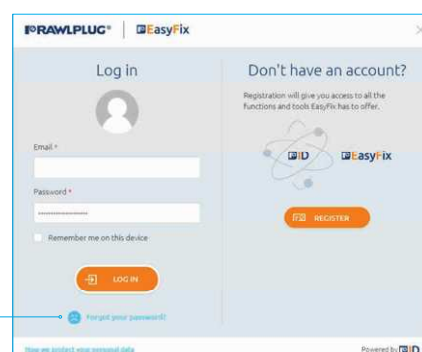 RAWLPLUG® EasyFix
Log in
Email *
Password *
Remember me on this device
LOG IN
Forgot your password?
How we protect your personal data
Don't have an account?
Registration will give you access to all the
functions and tools EasyFix has to offer.
ID EasyFix
REGISTER
Powered by ID